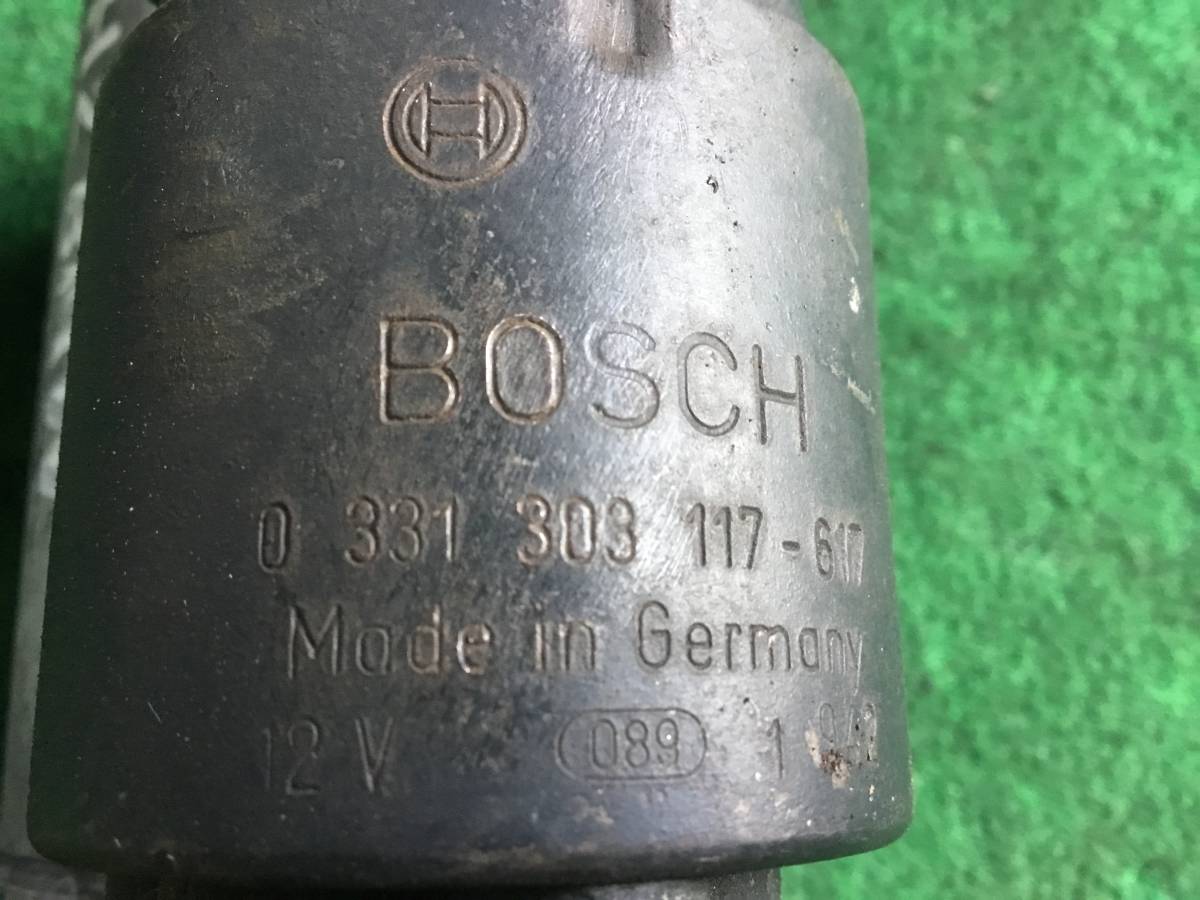 BOSCH
0 331 303 117-617
Made in Germany
12 V 089 1